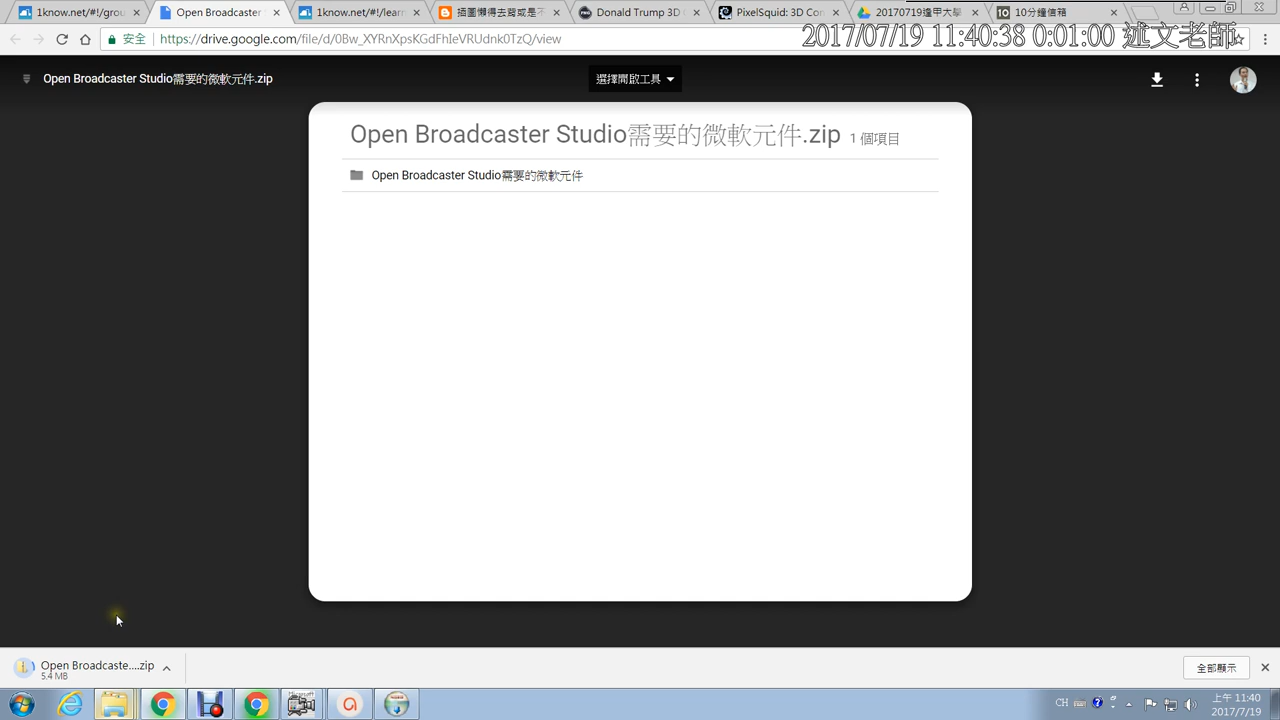 1know.net/#!/grou
Open Broadcaster
1know.net/#!/learn
插圖懶得去背或是不
Donald Trump 3D
PixelSquid: 3D Con
20170719逢甲大學
10分鐘信箱
安全
https://drive.google.com/file/d/0Bw_XYRnXpsKGdFhIeVRUdnk0TzQ/view
2017/07/19 11:40:38 0:01:00 述文老師
Open Broadcaster Studio需要的微軟元件.zip
選擇開啟工具
Open Broadcaster Studio需要的微軟元件.zip 1 個項目
Open Broadcaster Studio需要的微軟元件
Open Broadcaste....zip
5.4 MB
全部顯示
CH
上午 11:40
2017/7/19